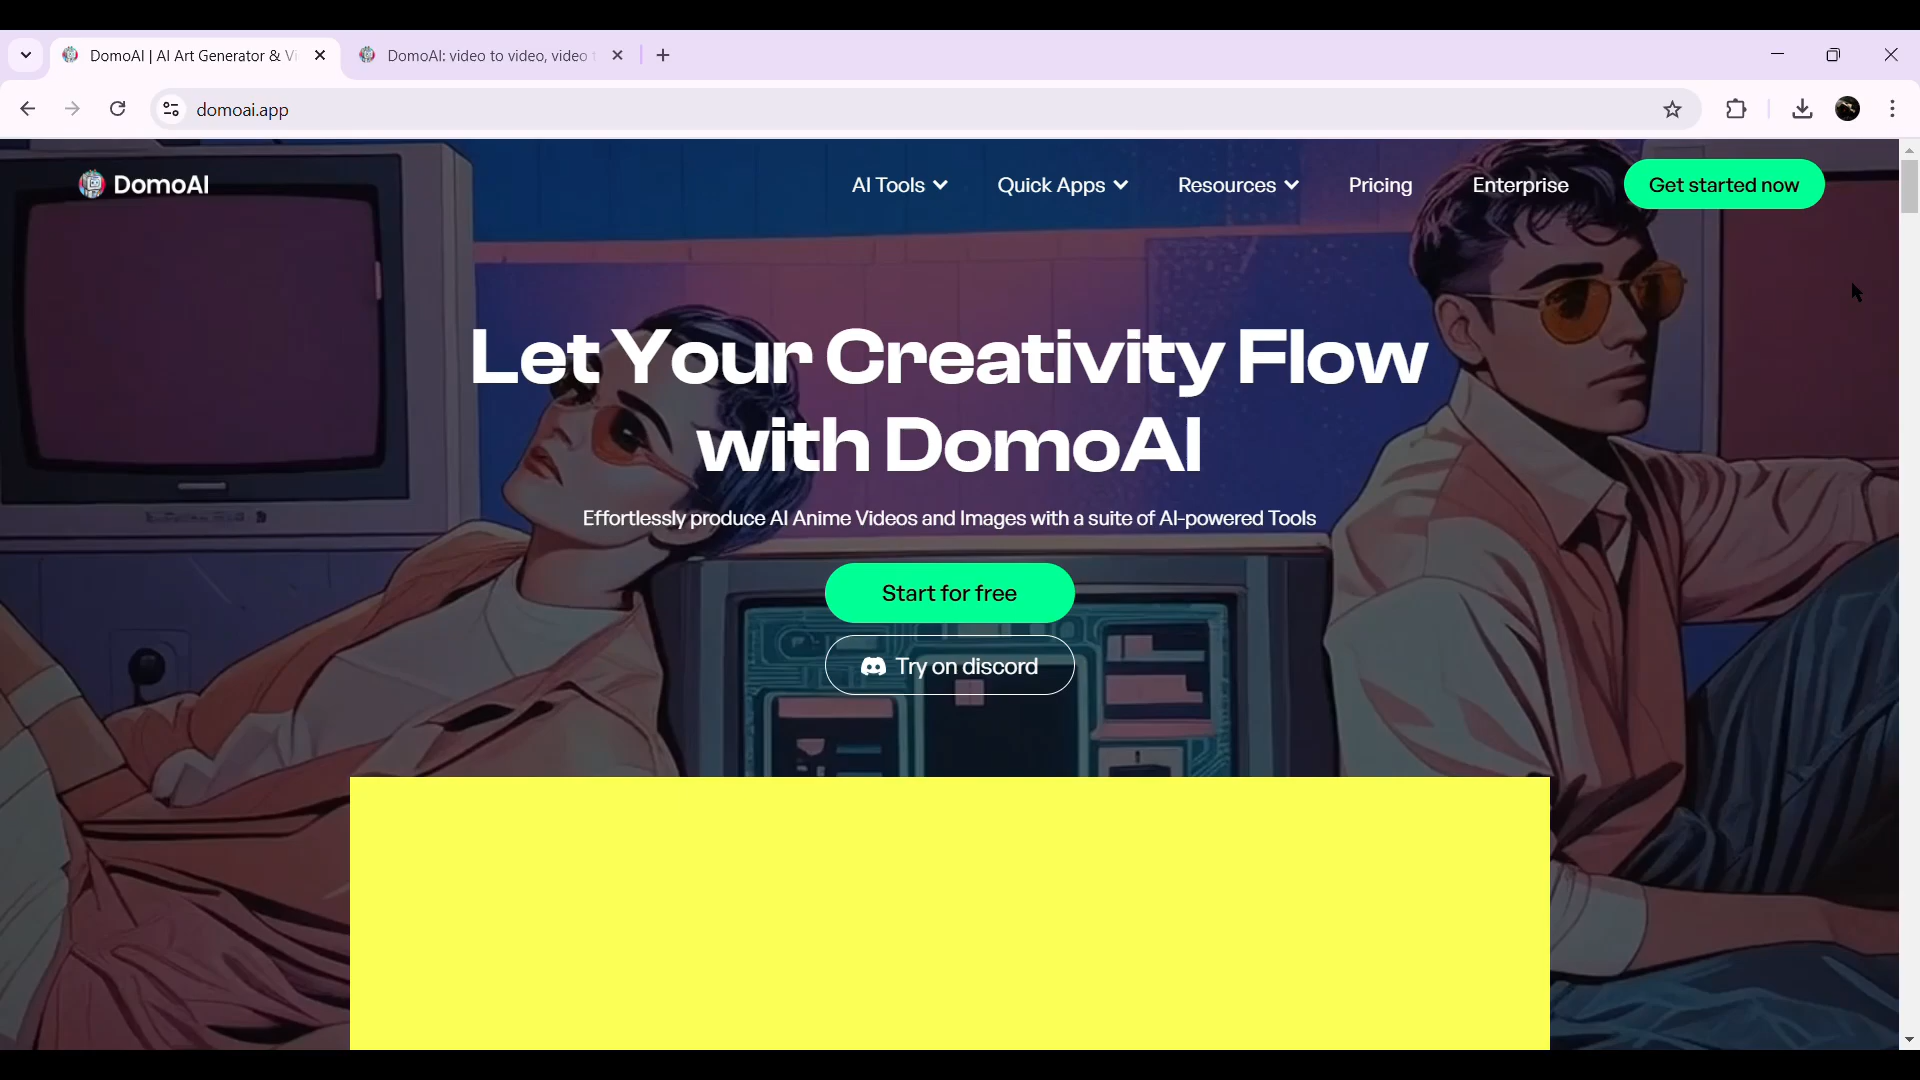 DomoAI | AI Art Generator & Vi
DomoAI: video to video, video t
domoai.app
DomoAI
AI Tools
Quick Apps
Resources
Pricing
Enterprise
Get started now
Let Your Creativity Flow
with DomoAI
Effortlessly produce AI Anime Videos and Images with a suite of AI-powered Tools
Start for free
Try on discord